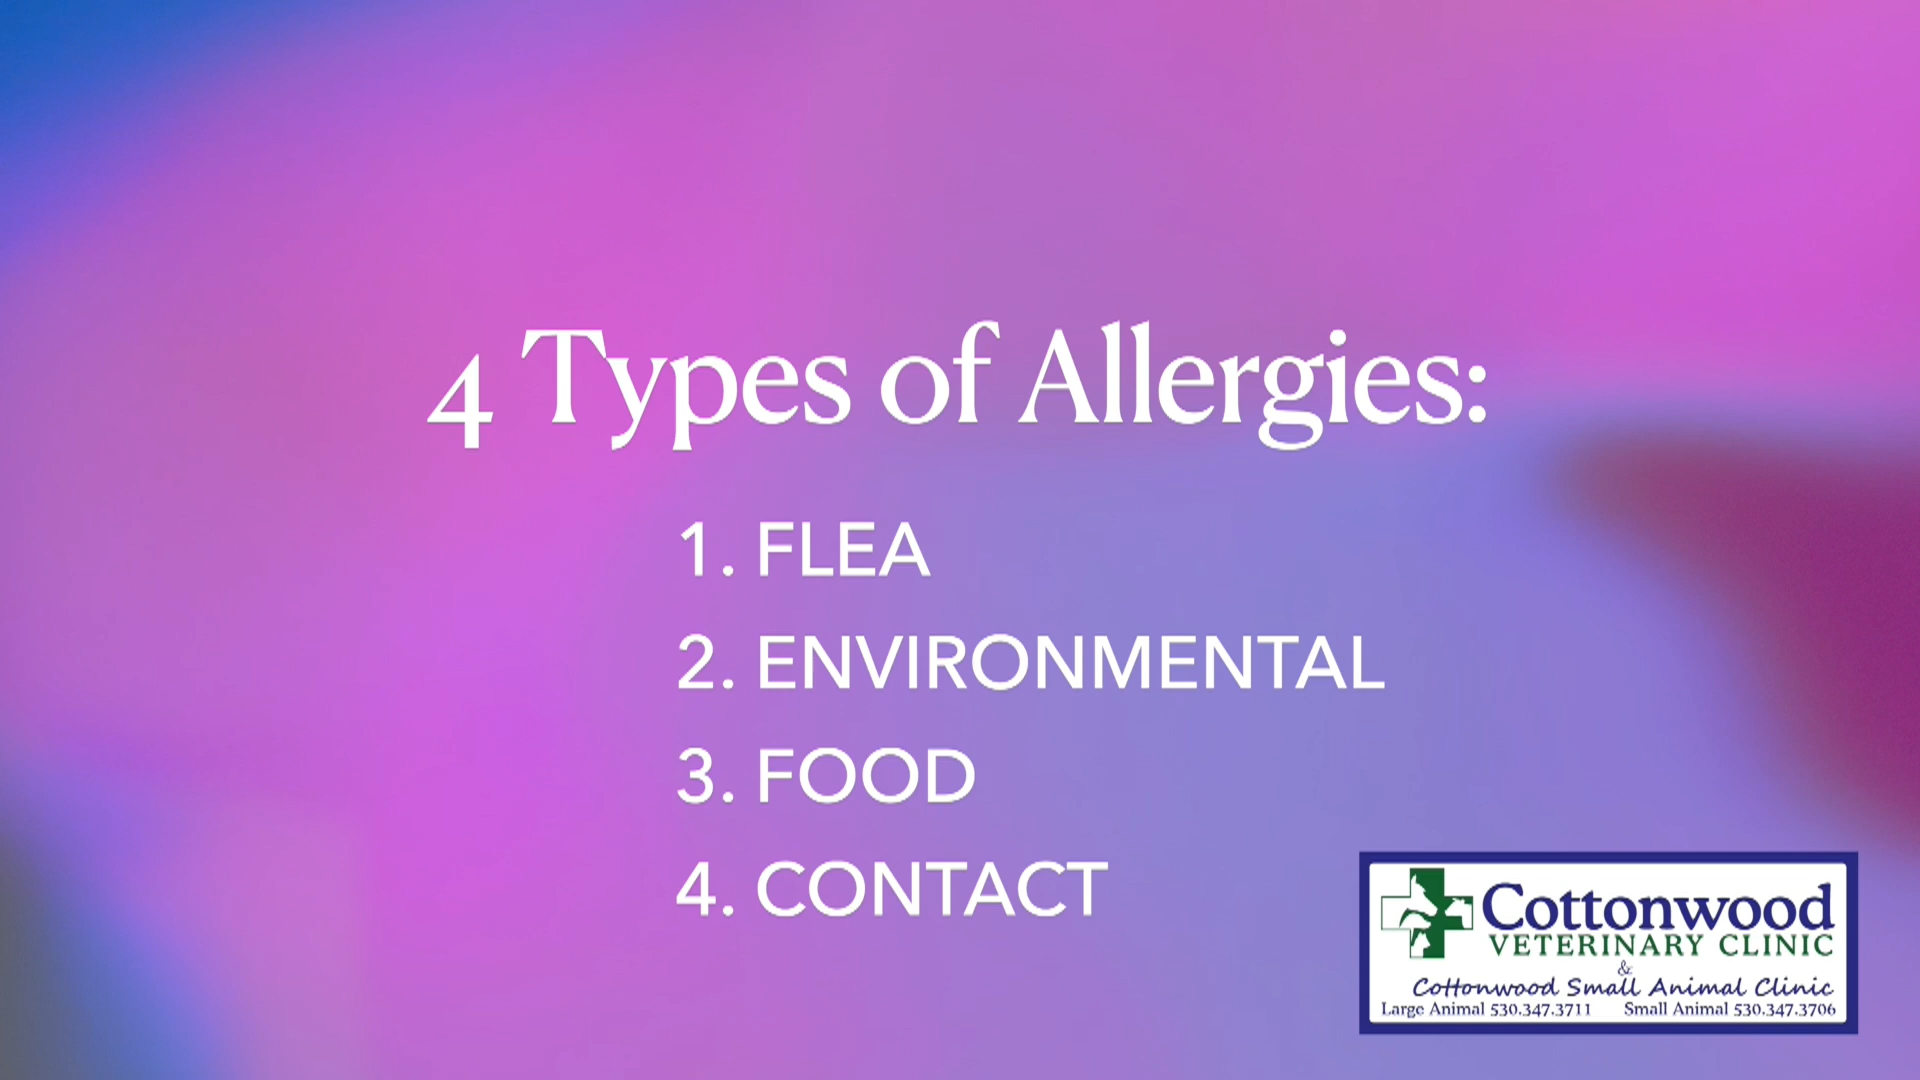 4 Types of Allergies:
1. FLEA
2. ENVIRONMENTAL
3. FOOD
4. CONTACT
Cottonwood
VETERINARY CLINIC
&
Cottonwood Small Animal Clinic
Large Animal 530.347.3711 Small Animal 530.347.3706